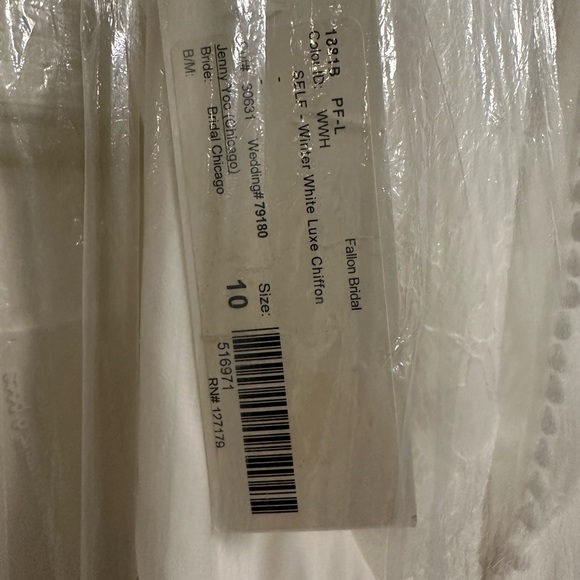 PF-L
Fallon Bridal
Color ID: WWH
SELF - Winter White Luxe Chiffon
S0631 Wedding# 79180
Size:
Jenny Yoo (Chicago)
10
Bride: Bridal Chicago
B/M:
516971
RN# 127179